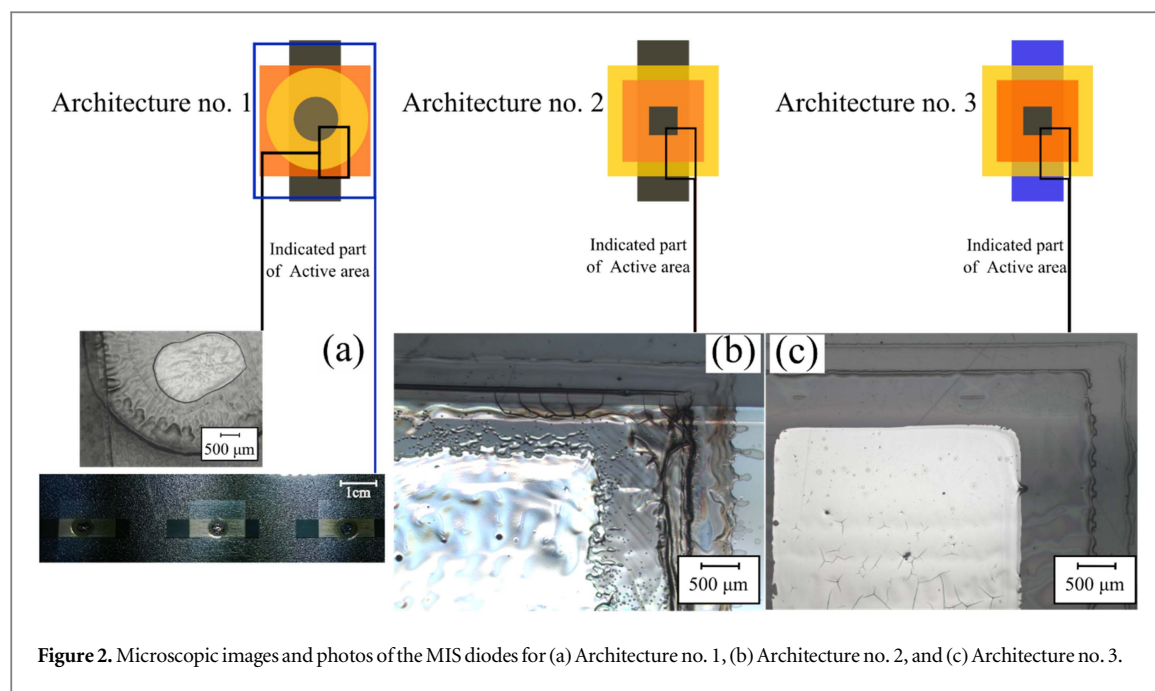 Architecture no. 1
Architecture no. 2
Architecture no. 3
Indicated part
of Active area
Indicated part
of Active area
Indicated part
of Active area
(a)
(b)
(c)
500 μm
1cm
500 μm
500 μm
Figure 2. Microscopic images and photos of the MIS diodes for (a) Architecture no. 1, (b) Architecture no. 2, and (c) Architecture no. 3.